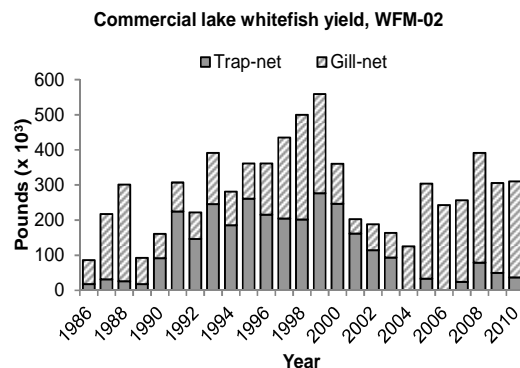 Commercial lake whitefish yield, WFM-02
Trap-net Gill-net
Pounds (x 10³)
600
500
400
300
200
100
0
1986 1988 1990 1992 1994 1996 1998 2000 2002 2004 2006 2008 2010
Year